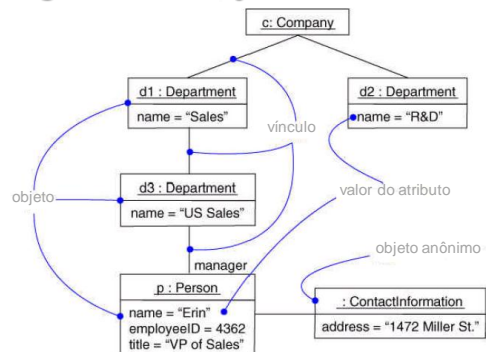 c: Company
d1 : Department
name = "Sales"
d2 : Department
name = "R&D"
vínculo
d3 : Department
name = "US Sales"
objeto
valor do atributo
manager
objeto anônimo
p : Person
name = "Erin"
employeeID = 4362
title = "VP of Sales"
: ContactInformation
address = "1472 Miller St."